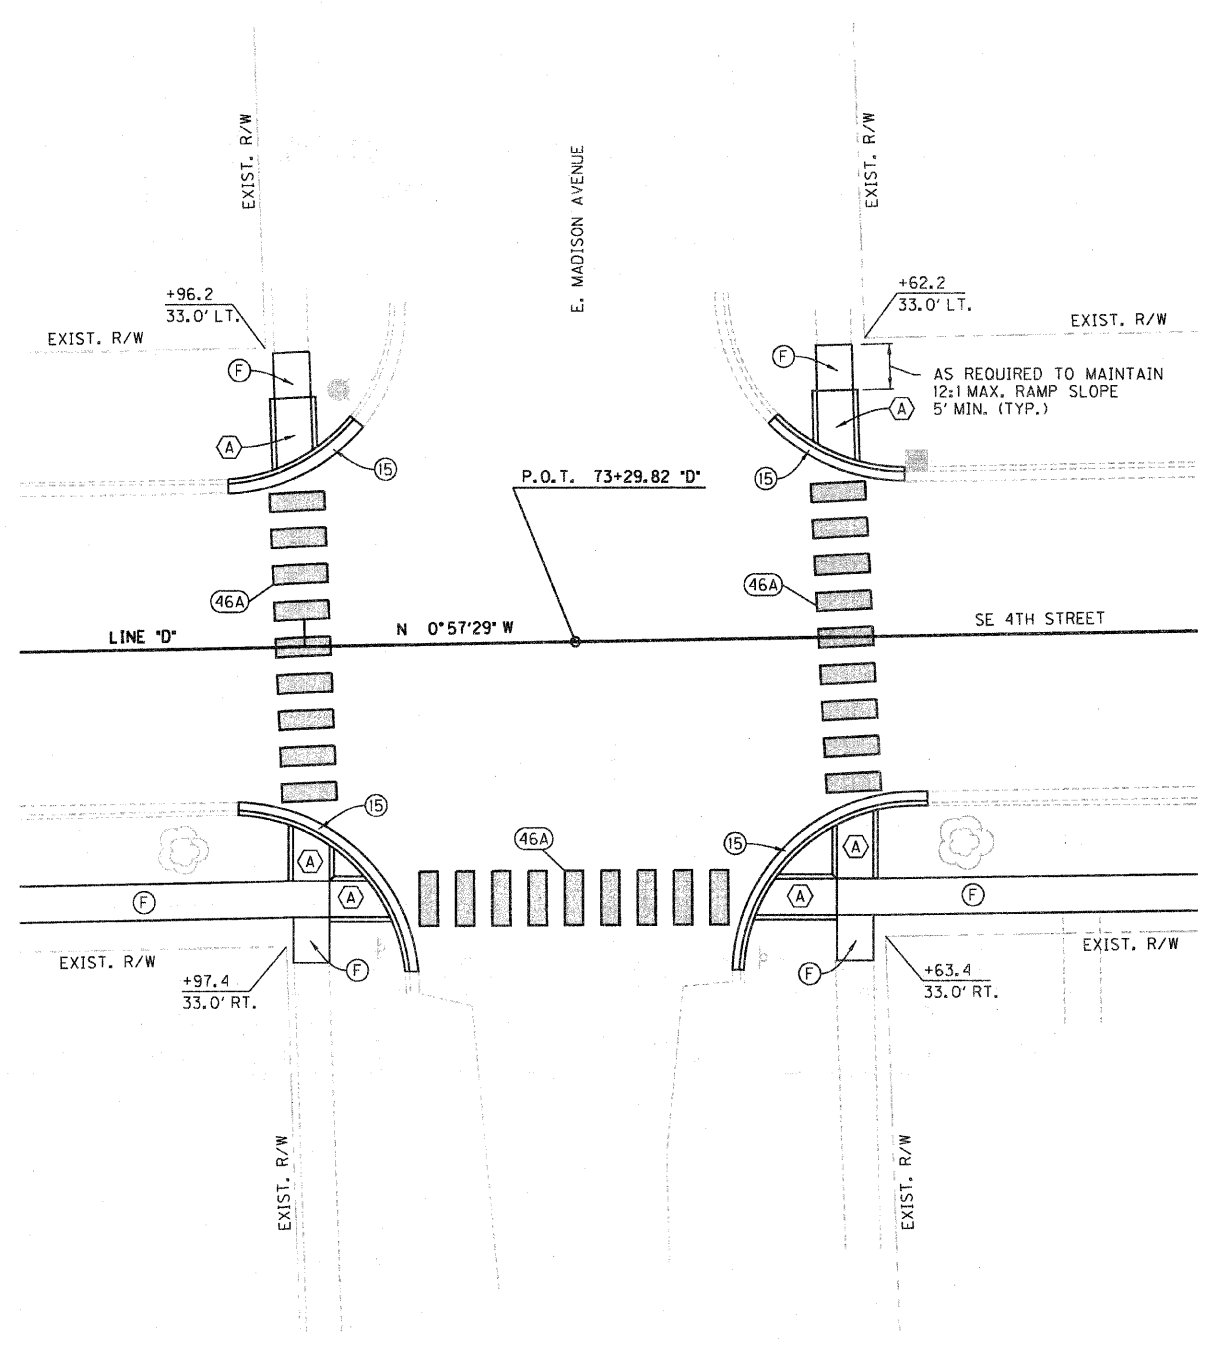 EXIST. R/W
EXIST. R/W
E. MADISON AVENUE
+96.2
33.0' LT.
+62.2
33.0' LT.
EXIST. R/W
EXIST. R/W
F
F
AS REQUIRED TO MAINTAIN
12:1 MAX. RAMP SLOPE
5' MIN. (TYP.)
A
A
15
15
P.O.T. 73+29.82 "D"
46A
46A
LINE "D"
N 0°57'29" W
SE 4TH STREET
15
46A
15
A
A
A
A
F
F
EXIST. R/W
EXIST. R/W
F
F
+97.4
33.0' RT.
+63.4
33.0' RT.
EXIST. R/W
EXIST. R/W